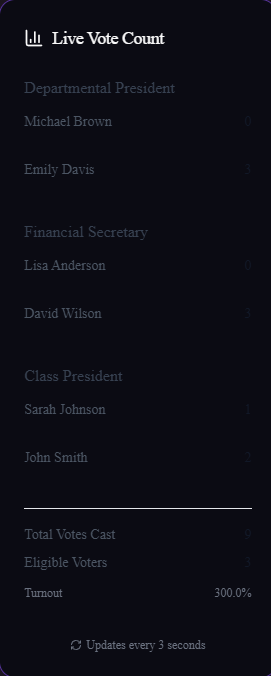 Live Vote Count
Departmental President
Michael Brown 0
Emily Davis 3
Financial Secretary
Lisa Anderson 0
David Wilson 3
Class President
Sarah Johnson 1
John Smith 2
Total Votes Cast 9
Eligible Voters 3
Turnout 300.0%
Updates every 3 seconds